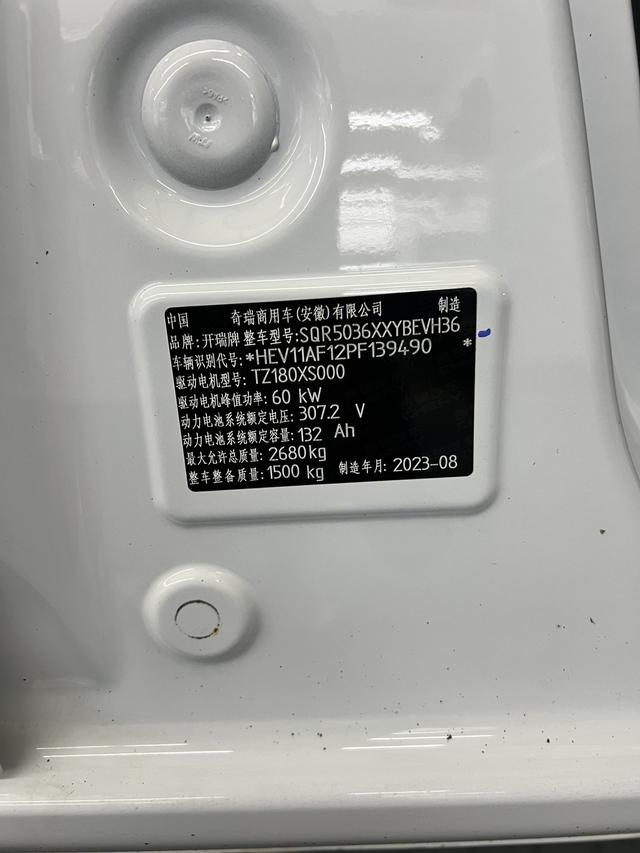 中国 奇瑞商用车(安徽)有限公司 制造
品牌: 开瑞牌 整车型号:SQR5036XXYBEVH36
车辆识别代号: *HEV11AF12PF139490 *
驱动电机型号: TZ180XS000
驱动电机峰值功率: 60 kW
动力电池系统额定电压: 307.2 V
动力电池系统额定容量: 132 Ah
最大允许总质量: 2680kg
整车整备质量: 1500 kg 制造年月: 2023-08